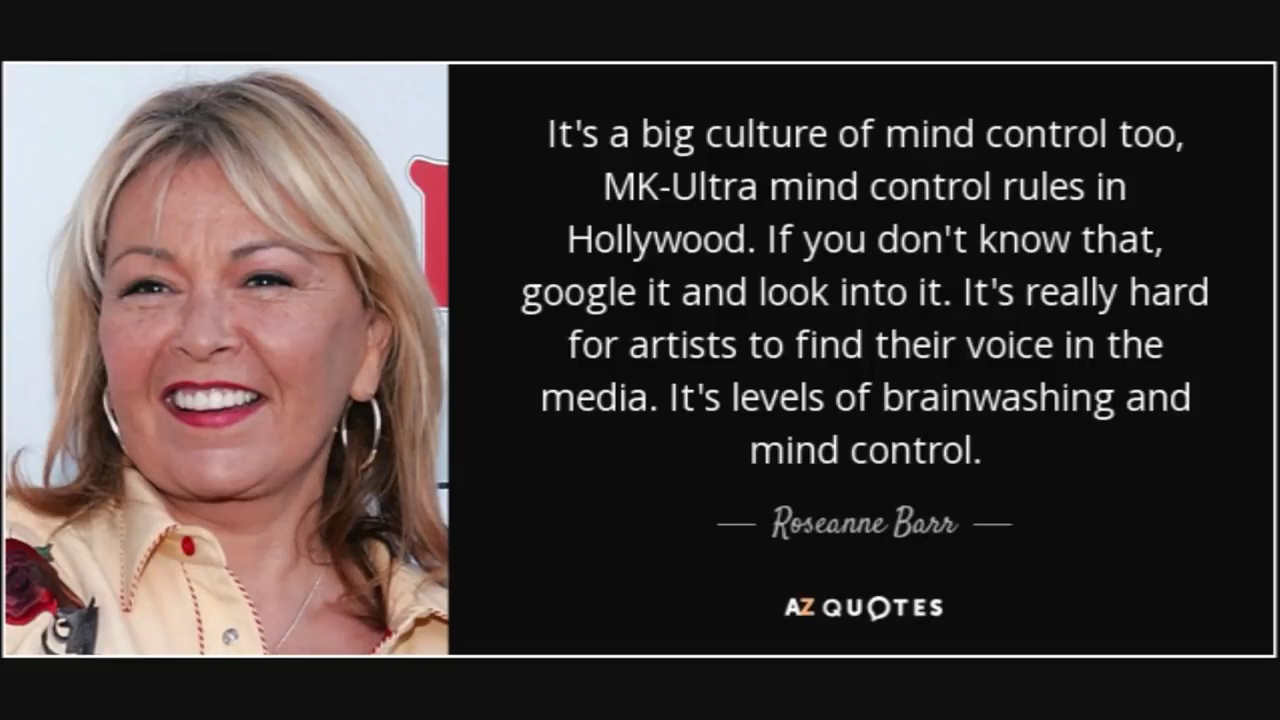 It's a big culture of mind control too,
MK-Ultra mind control rules in
Hollywood. If you don't know that,
google it and look into it. It's really hard
for artists to find their voice in the
media. It's levels of brainwashing and
mind control.
Roseanne Barr
AZ QUOTES